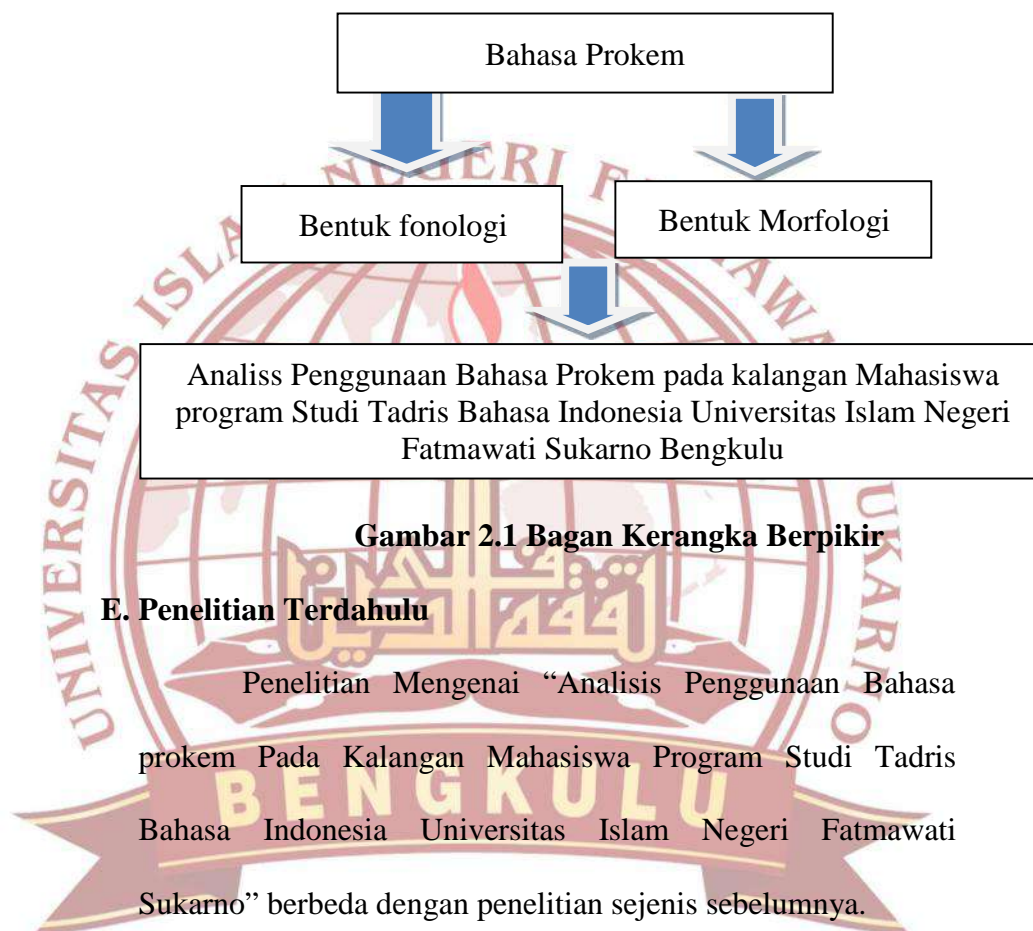 Bahasa Prokem
Bentuk fonologi
Bentuk Morfologi
Analiss Penggunaan Bahasa Prokem pada kalangan Mahasiswa
program Studi Tadris Bahasa Indonesia Universitas Islam Negeri
Fatmawati Sukarno Bengkulu
Gambar 2.1 Bagan Kerangka Berpikir
E. Penelitian Terdahulu
Penelitian Mengenai “Analisis Penggunaan Bahasa
prokem Pada Kalangan Mahasiswa Program Studi Tadris
Bahasa Indonesia Universitas Islam Negeri Fatmawati
Sukarno” berbeda dengan penelitian sejenis sebelumnya.
BENGKULU